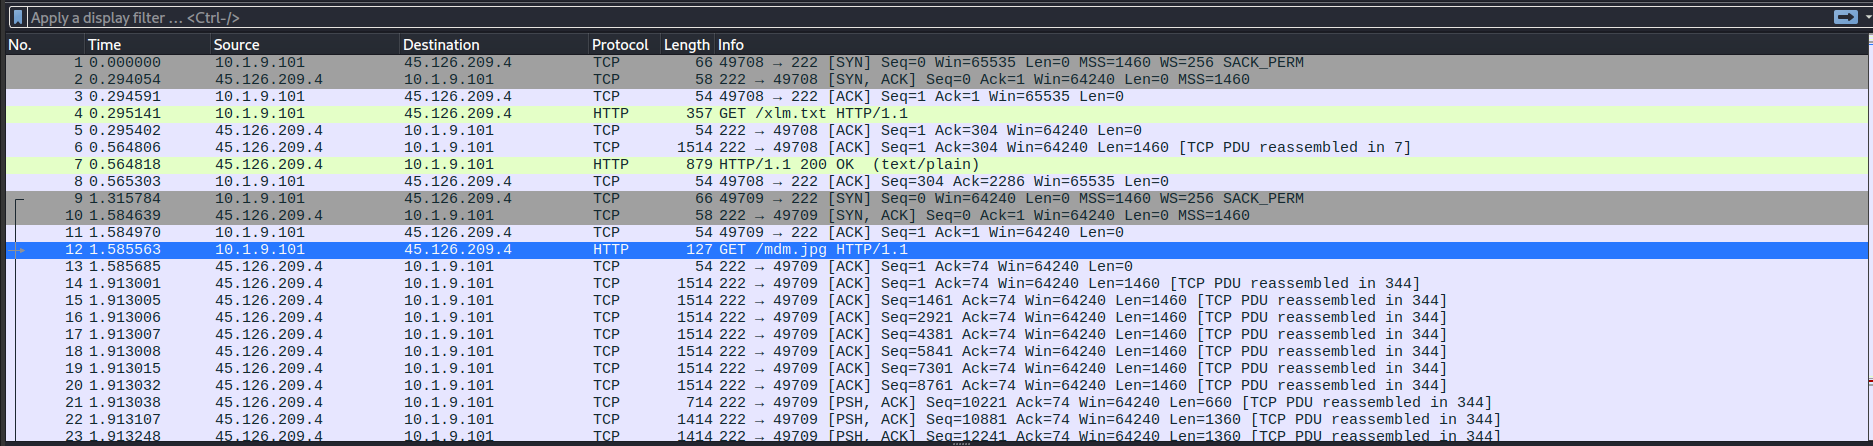 Apply a display filter … <Ctrl-/>
No. Time Source Destination Protocol Length Info
1 0.000000 10.1.9.101 45.126.209.4 TCP 66 49708 → 222 [SYN] Seq=0 Win=65535 Len=0 MSS=1460 WS=256 SACK_PERM
2 0.294054 45.126.209.4 10.1.9.101 TCP 58 222 → 49708 [SYN, ACK] Seq=0 Ack=1 Win=64240 Len=0 MSS=1460
3 0.294591 10.1.9.101 45.126.209.4 TCP 54 49708 → 222 [ACK] Seq=1 Ack=1 Win=65535 Len=0
4 0.295141 10.1.9.101 45.126.209.4 HTTP 357 GET /xlm.txt HTTP/1.1
5 0.295402 45.126.209.4 10.1.9.101 TCP 54 222 → 49708 [ACK] Seq=1 Ack=304 Win=64240 Len=0
6 0.564806 45.126.209.4 10.1.9.101 TCP 1514 222 → 49708 [ACK] Seq=1 Ack=304 Win=64240 Len=1460 [TCP PDU reassembled in 7]
7 0.564818 45.126.209.4 10.1.9.101 HTTP 879 HTTP/1.1 200 OK (text/plain)
8 0.565303 10.1.9.101 45.126.209.4 TCP 54 49708 → 222 [ACK] Seq=304 Ack=2286 Win=65535 Len=0
9 1.315784 10.1.9.101 45.126.209.4 TCP 66 49709 → 222 [SYN] Seq=0 Win=64240 Len=0 MSS=1460 WS=256 SACK_PERM
10 1.584639 45.126.209.4 10.1.9.101 TCP 58 222 → 49709 [SYN, ACK] Seq=0 Ack=1 Win=64240 Len=0 MSS=1460
11 1.584970 10.1.9.101 45.126.209.4 TCP 54 49709 → 222 [ACK] Seq=1 Ack=1 Win=64240 Len=0
12 1.585563 10.1.9.101 45.126.209.4 HTTP 127 GET /mdm.jpg HTTP/1.1
13 1.585685 45.126.209.4 10.1.9.101 TCP 54 222 → 49709 [ACK] Seq=1 Ack=74 Win=64240 Len=0
14 1.913001 45.126.209.4 10.1.9.101 TCP 1514 222 → 49709 [ACK] Seq=1 Ack=74 Win=64240 Len=1460 [TCP PDU reassembled in 344]
15 1.913005 45.126.209.4 10.1.9.101 TCP 1514 222 → 49709 [ACK] Seq=1461 Ack=74 Win=64240 Len=1460 [TCP PDU reassembled in 344]
16 1.913006 45.126.209.4 10.1.9.101 TCP 1514 222 → 49709 [ACK] Seq=2921 Ack=74 Win=64240 Len=1460 [TCP PDU reassembled in 344]
17 1.913007 45.126.209.4 10.1.9.101 TCP 1514 222 → 49709 [ACK] Seq=4381 Ack=74 Win=64240 Len=1460 [TCP PDU reassembled in 344]
18 1.913008 45.126.209.4 10.1.9.101 TCP 1514 222 → 49709 [ACK] Seq=5841 Ack=74 Win=64240 Len=1460 [TCP PDU reassembled in 344]
19 1.913015 45.126.209.4 10.1.9.101 TCP 1514 222 → 49709 [ACK] Seq=7301 Ack=74 Win=64240 Len=1460 [TCP PDU reassembled in 344]
20 1.913032 45.126.209.4 10.1.9.101 TCP 1514 222 → 49709 [ACK] Seq=8761 Ack=74 Win=64240 Len=1460 [TCP PDU reassembled in 344]
21 1.913038 45.126.209.4 10.1.9.101 TCP 714 222 → 49709 [PSH, ACK] Seq=10221 Ack=74 Win=64240 Len=660 [TCP PDU reassembled in 344]
22 1.913107 45.126.209.4 10.1.9.101 TCP 1414 222 → 49709 [PSH, ACK] Seq=10881 Ack=74 Win=64240 Len=1360 [TCP PDU reassembled in 344]
23 1.913248 45.126.209.4 10.1.9.101 TCP 1414 222 → 49709 [PSH, ACK] Seq=12241 Ack=74 Win=64240 Len=1360 [TCP PDU reassembled in 344]